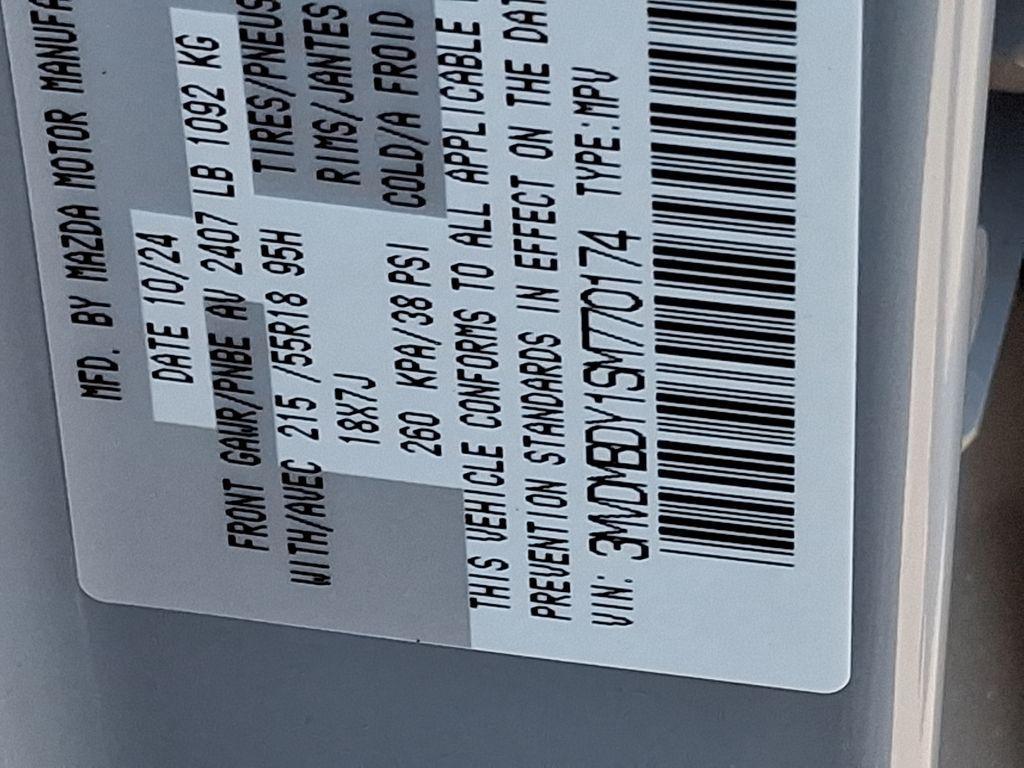 MFD. BY MAZDA MOTOR MANUFA
DATE 10/24
FRONT GAWR/PNBE AV 2407 LB 1092 KG
WITH/AVEC 215 /55R18 95H TIRES/PNEUS
18X7J RIMS/JANTES
260 KPA/38 PSI COLD/A FROID
THIS VEHICLE CONFORMS TO ALL APPLICABLE
PREVENTION STANDARDS IN EFFECT ON THE DAT
VIN: 3MVDMBDY1SM770174 TYPE:MPV